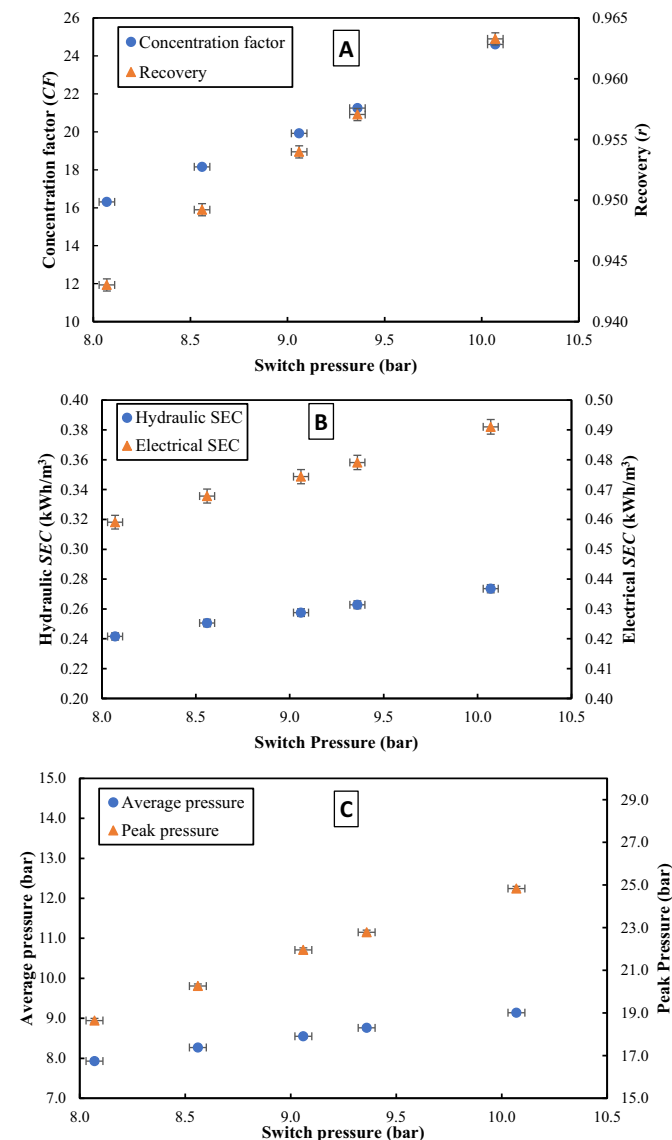 A
Concentration factor
Recovery
Concentration factor (CF)
26
24
22
20
18
16
14
12
10
0.965
0.960
0.955
0.950
0.945
0.940
Recovery (r)
8.0 8.5 9.0 9.5 10.0 10.5
Switch pressure (bar)
B
Hydraulic SEC
Electrical SEC
Hydraulic SEC (kWh/m³)
0.40
0.36
0.34
0.32
0.28
0.26
0.24
0.22
0.20
0.50
0.49
0.48
0.47
0.46
0.45
0.44
0.43
0.42
0.41
0.40
Electrical SEC (kWh/m³)
8.0 8.5 9.0 9.5 10.0 10.5
Switch Pressure (bar)
C
Average pressure
Peak pressure
Average pressure (bar)
15.0
14.0
13.0
12.0
11.0
10.0
9.0
8.0
7.0
29.0
27.0
25.0
23.0
21.0
19.0
17.0
15.0
Peak Pressure (bar)
8.0 8.5 9.0 9.5 10.0 10.5
Switch pressure (bar)